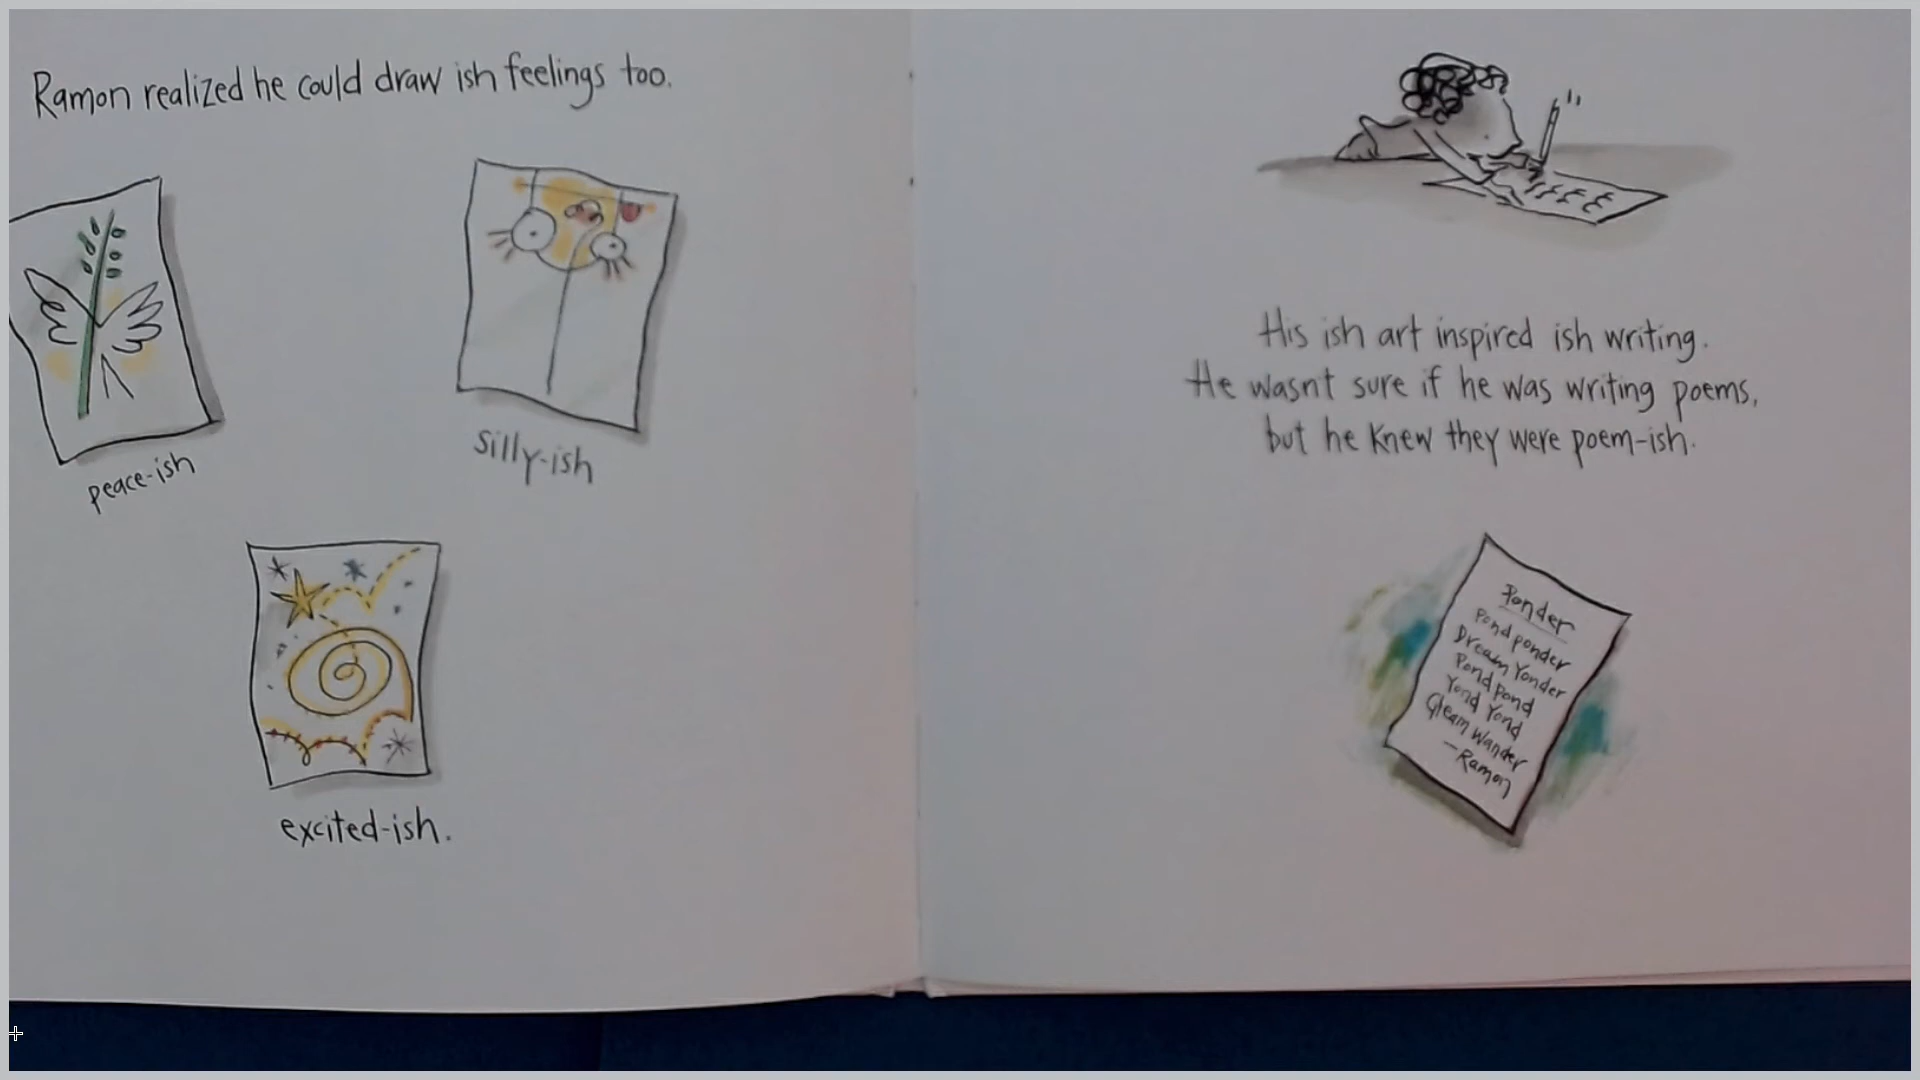 Ramon realized he could draw ish feelings too.
peace-ish
silly-ish
excited-ish.
His ish art inspired ish writing.
He wasnt sure if he was writing poems,
but he knew they were poem-ish.
Ponder
Pond ponder
Dream Yonder
Pond pond
Yond Yond
Gleam Wander
—Ramon